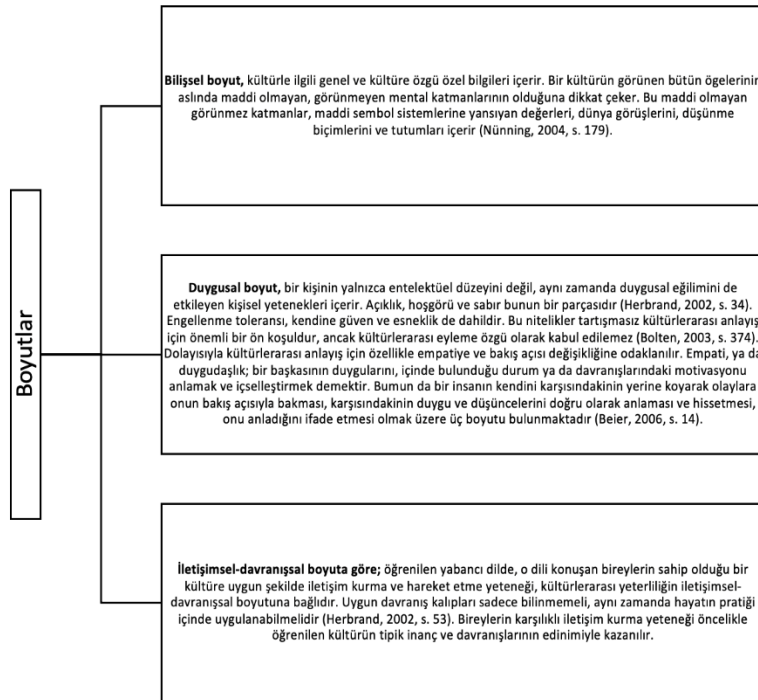 Boyutlar
Bilişsel boyut, kültürle ilgili genel ve kültüre özgü özel bilgileri içerir. Bir kültürün görünen bütün ögelerinin
aslında maddi olmayan, görünmeyen mental katmanlarının olduğuna dikkat çeker. Bu maddi olmayan
görünmez katmanlar, maddi sembol sistemlerine yansıyan değerleri, dünya görüşlerini, düşünme
biçimlerini ve tutumları içerir (Nünning, 2004, s. 179).
Duygusal boyut, bir kişinin yalnızca entelektüel düzeyini değil, aynı zamanda duygusal eğilimini de
etkileyen kişisel yetenekleri içerir. Açıklık, hoşgörü ve sabır bunun bir parçasıdır (Herbrand, 2002, s. 34).
Engellenme toleransı, kendine güven ve esneklik de dahildir. Bu nitelikler tartışmasız kültürlerarası anlayış
için önemli bir ön koşuldur, ancak kültürlerarası eyleme özgü olarak kabul edilemez (Bolten, 2003, s. 374).
Dolayısıyla kültürlerarası anlayış için özellikle empatiye ve bakış açısı değişikliğine odaklanılır. Empati, ya da
duygudaşlık; bir başkasının duygularını, içinde bulunduğu durum ya da davranışlarındaki motivasyonu
anlamak ve içselleştirmek demektir. Bumun da bir insanın kendini karşısındakinin yerine koyarak olaylara
onun bakış açısıyla bakması, karşısındakinin duygu ve düşüncelerini doğru olarak anlaması ve hissetmesi,
onu anladığını ifade etmesi olmak üzere üç boyutu bulunmaktadır (Beier, 2006, s. 14).
İletişimsel-davranışsal boyuta göre; öğrenilen yabancı dilde, o dili konuşan bireylerin sahip olduğu bir
kültüre uygun şekilde iletişim kurma ve hareket etme yeteneği, kültürlerarası yeterliliğin iletişimsel-
davranışsal boyutuna bağlıdır. Uygun davranış kalıpları sadece bilinmemeli, aynı zamanda hayatın pratiği
içinde uygulanabilmelidir (Herbrand, 2002, s. 53). Bireylerin karşılıklı iletişim kurma yeteneği öncelikle
öğrenilen kültürün tipik inanç ve davranışlarının edinimiyle kazanılır.